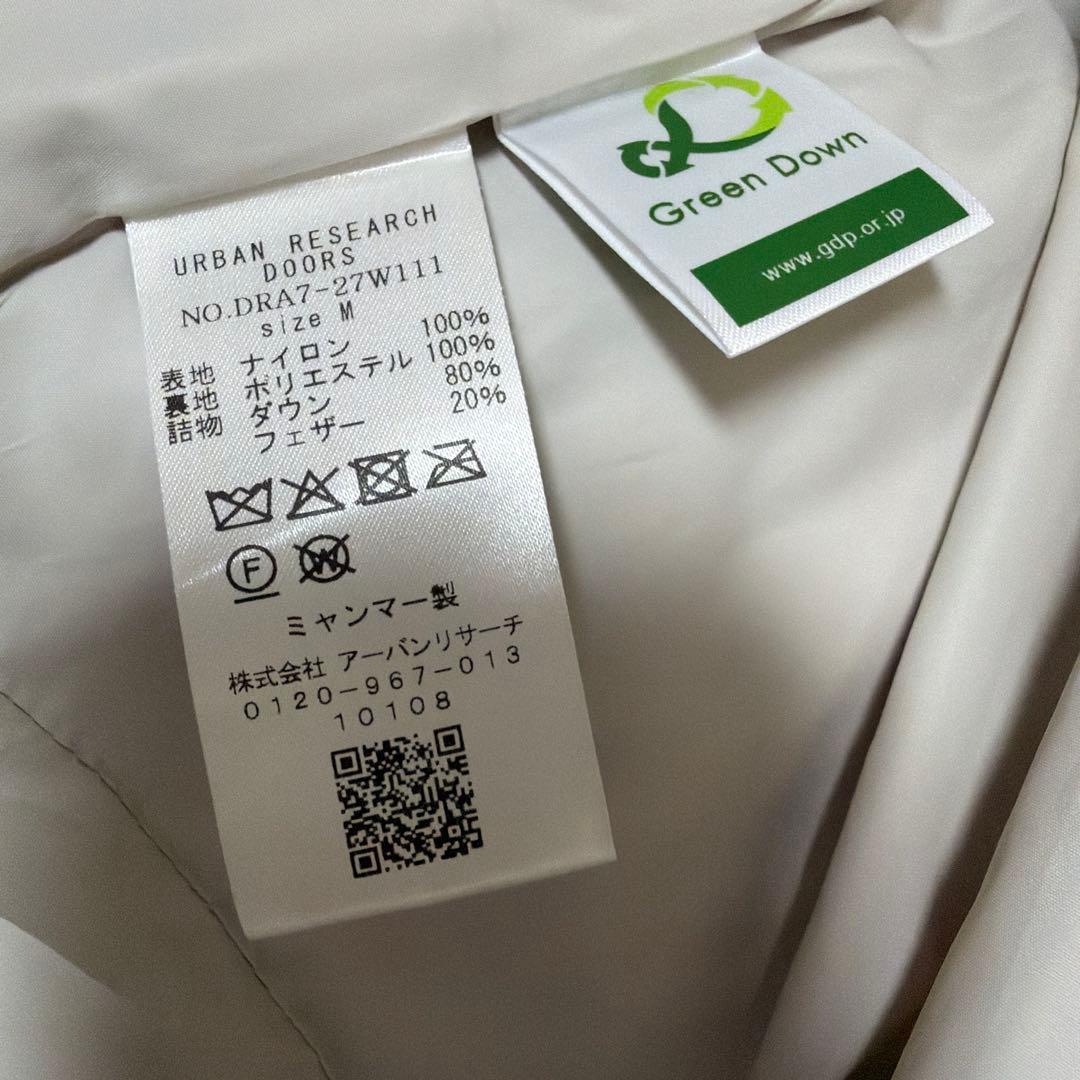 URBAN RESEARCH
DOORS
NO.DRA7-27W111
size M
表地 ナイロン 100%
裏地 ポリエステル 100%
詰物 ダウン 80%
フェザー 20%
F
W
ミャンマー製
株式会社 アーバンリサーチ
0120-967-013
10108
Green Down
www.gdp.or.jp